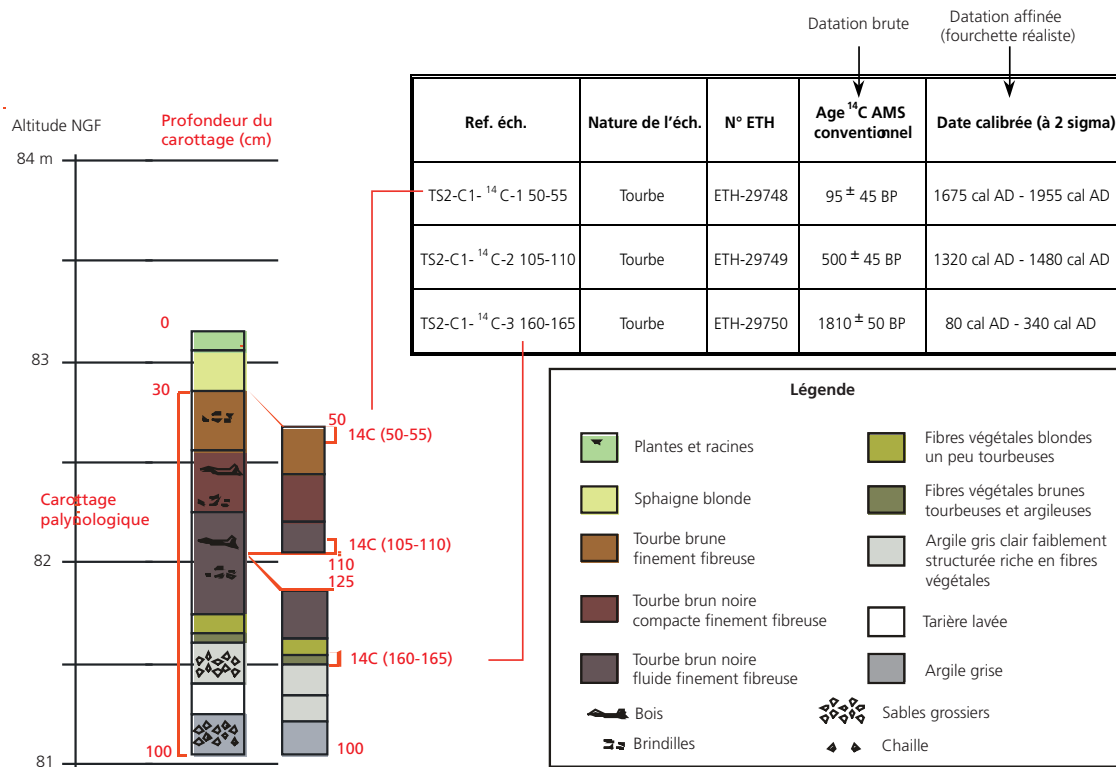 Datation brute
Datation affinée
(fourchette réaliste)
Ref. éch.
Nature de l'éch.
N° ETH
Age 14C AMS
conventionnel
Date calibrée (à 2 sigma)
TS2-C1- 14 C-1 50-55
Tourbe
ETH-29748
95 ± 45 BP
1675 cal AD - 1955 cal AD
TS2-C1- 14 C-2 105-110
Tourbe
ETH-29749
500 ± 45 BP
1320 cal AD - 1480 cal AD
TS2-C1- 14 C-3 160-165
Tourbe
ETH-29750
1810 ± 50 BP
80 cal AD - 340 cal AD
Altitude NGF
Profondeur du
carottage (cm)
84 m
0
83
30
50
14C (50-55)
Carottage
palynologique
14C (105-110)
82
110
125
14C (160-165)
100
100
81
Légende
Plantes et racines
Sphaigne blonde
Tourbe brune
finement fibreuse
Tourbe brun noire
compacte finement fibreuse
Tourbe brun noire
fluide finement fibreuse
Bois
Brindilles
Fibres végétales blondes
un peu tourbeuses
Fibres végétales brunes
tourbeuses et argileuses
Argile gris clair faiblement
structurée riche en fibres
végétales
Tarière lavée
Argile grise
Sables grossiers
Chaille